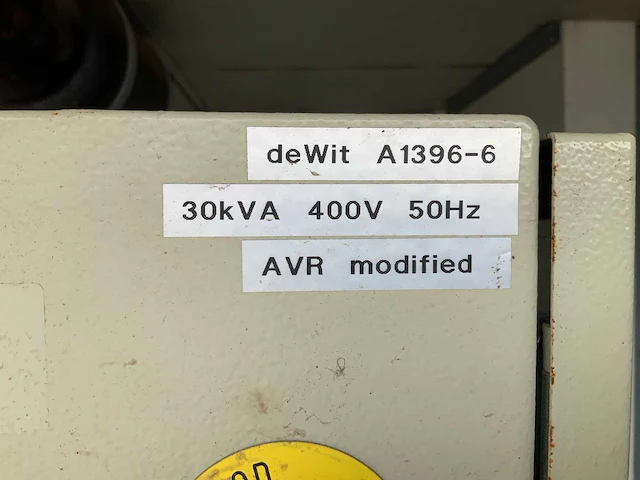 deWit A1396-6
30kVA 400V 50Hz
AVR modified